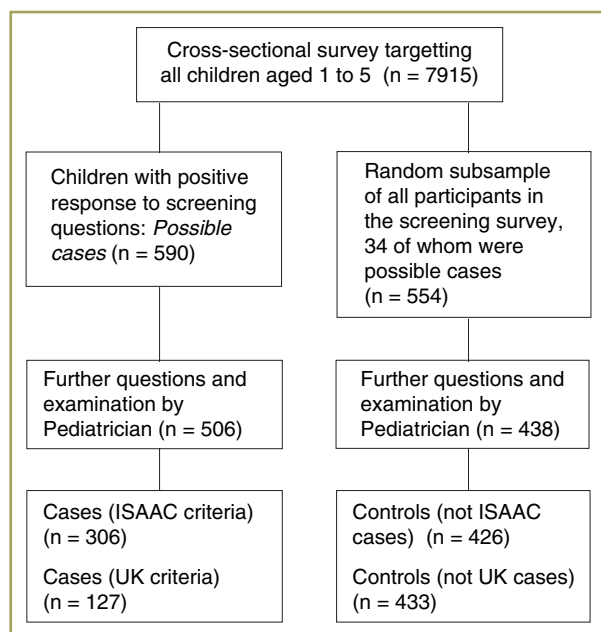 Cross-sectional survey targetting
all children aged 1 to 5 (n = 7915)
Children with positive
response to screening
questions: Possible
cases (n = 590)
Random subsample
of all participants in
the screening survey,
34 of whom were
possible cases
(n = 554)
Further questions and
examination by
Pediatrician (n = 506)
Further questions and
examination by
Pediatrician (n = 438)
Cases (ISAAC criteria)
(n = 306)
Cases (UK criteria)
(n = 127)
Controls (not ISAAC
cases) (n = 426)
Controls (not UK cases)
(n = 433)